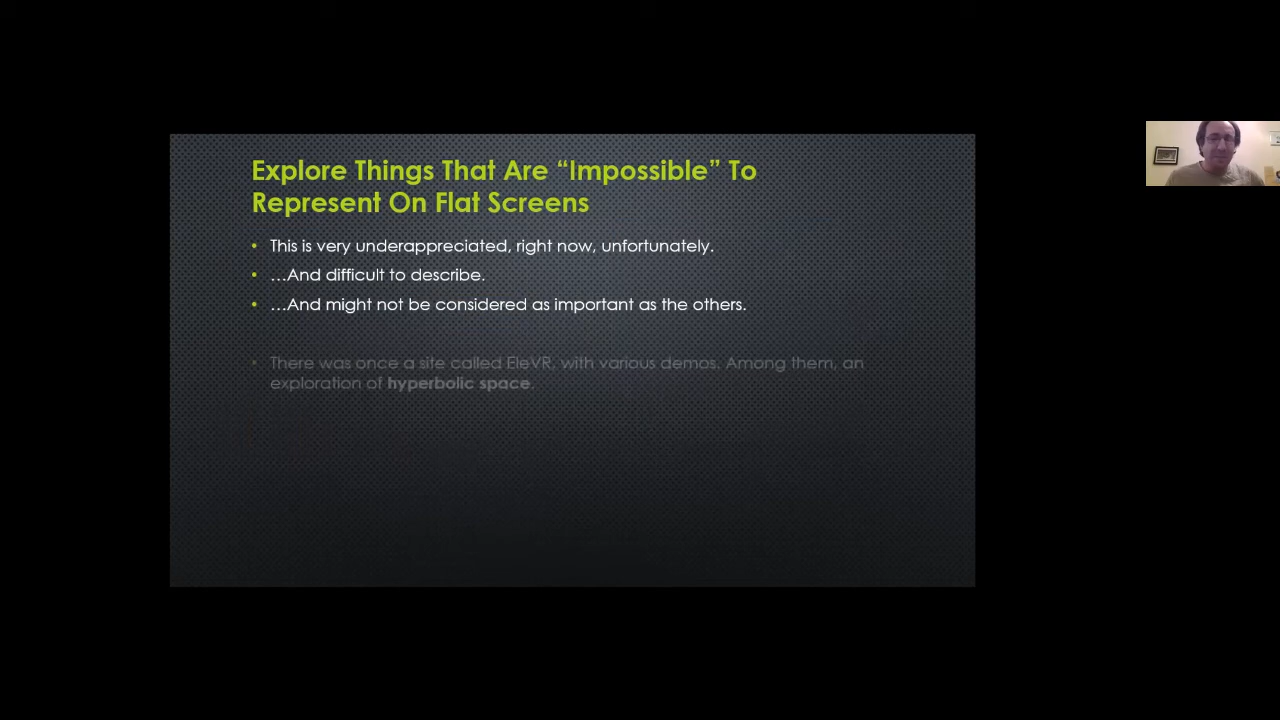 Explore Things That Are “Impossible” To
Represent On Flat Screens
• This is very underappreciated, right now, unfortunately.
• …And difficult to describe.
• …And might not be considered as important as the others.
• There was once a site called EleVR, with various demos. Among them, an
exploration of hyperbolic space.